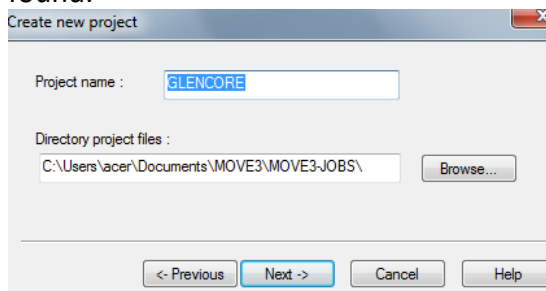 Create new project
Project name :
GLENCORE
Directory project files :
C:\Users\acer\Documents\MOVE3\MOVE3-JOBS\
Browse...
<- Previous
Next ->
Cancel
Help